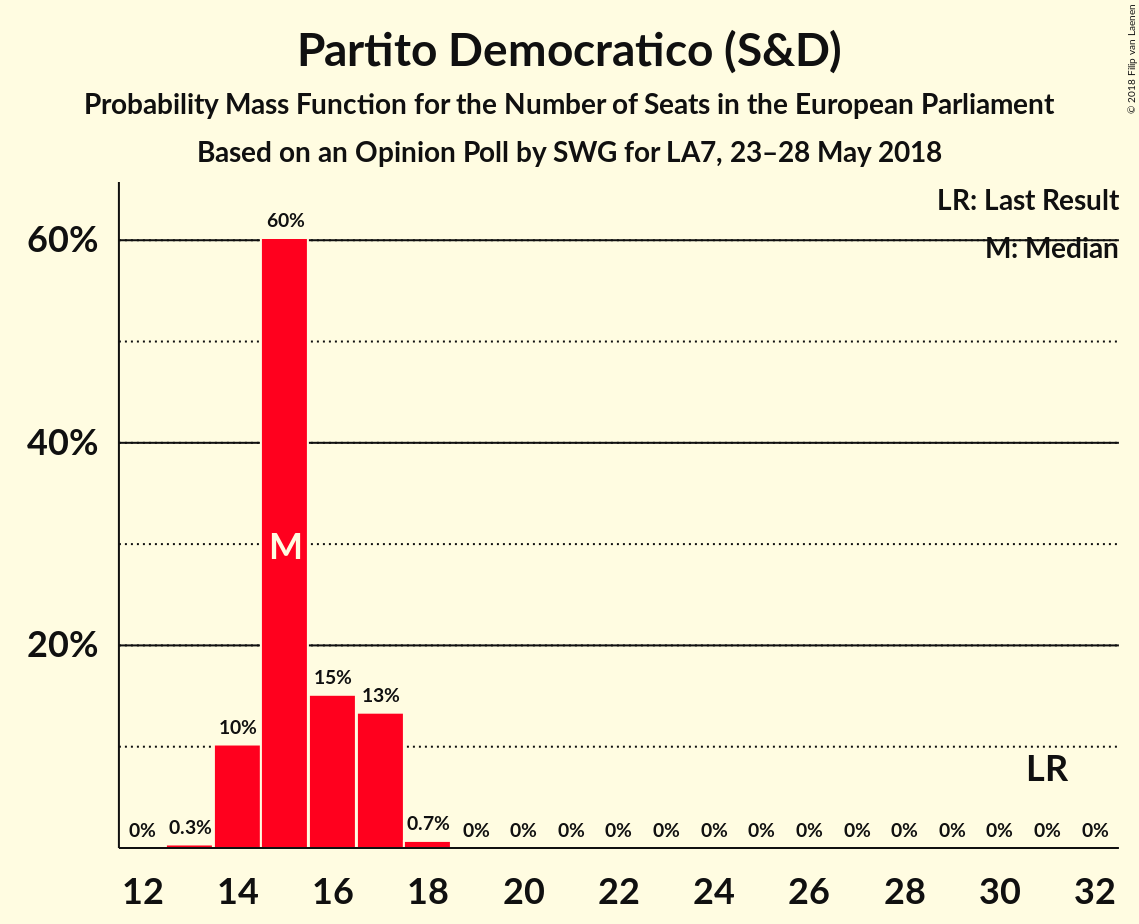 Partito Democratico (S&D)
Probability Mass Function for the Number of Seats in the European Parliament
Based on an Opinion Poll by SWG for LA7, 23–28 May 2018
© 2018 Filip van Laenen
LR: Last Result
M: Median
60%
40%
20%
60%
M
15%
13%
10%
LR
0% 0.3% 0.7% 0% 0% 0% 0% 0% 0% 0% 0% 0% 0% 0% 0% 0% 0%
12 14 16 18 20 22 24 26 28 30 32